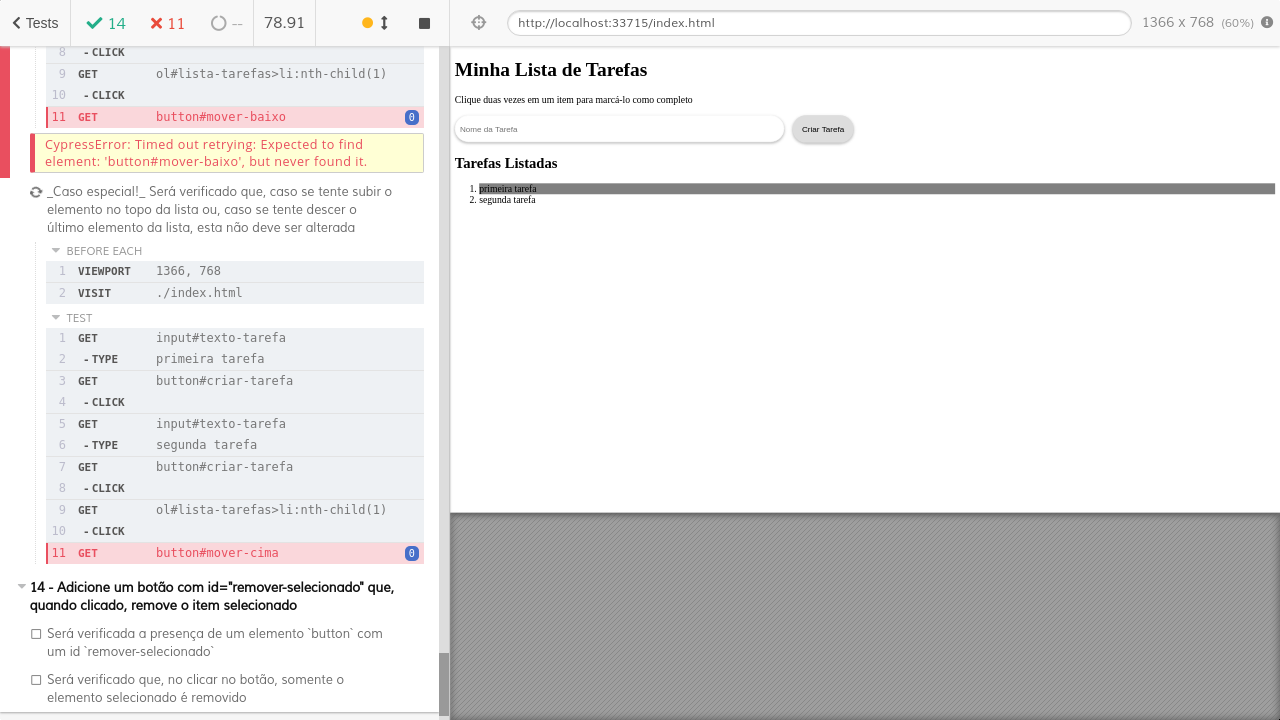 Tests 14 11 -- 78.91
http://localhost:33715/index.html 1366 x 768 (60%)
8 - CLICK
9 GET ol#lista-tarefas>li:nth-child(1)
10 - CLICK
11 GET button#mover-baixo 0
CypressError: Timed out retrying: Expected to find
element: 'button#mover-baixo', but never found it.
_Caso especial!_ Será verificado que, caso se tente subir o
elemento no topo da lista ou, caso se tente descer o
último elemento da lista, esta não deve ser alterada
BEFORE EACH
1 VIEWPORT 1366, 768
2 VISIT ./index.html
TEST
1 GET input#texto-tarefa
2 - TYPE primeira tarefa
3 GET button#criar-tarefa
4 - CLICK
5 GET input#texto-tarefa
6 - TYPE segunda tarefa
7 GET button#criar-tarefa
8 - CLICK
9 GET ol#lista-tarefas>li:nth-child(1)
10 - CLICK
11 GET button#mover-cima 0
14 - Adicione um botão com id="remover-selecionado" que,
quando clicado, remove o item selecionado
Será verificada a presença de um elemento `button` com
um id `remover-selecionado`
Será verificado que, no clicar no botão, somente o
elemento selecionado é removido
Minha Lista de Tarefas
Clique duas vezes em um item para marcá-lo como completo
Nome da Tarefa Criar Tarefa
Tarefas Listadas
1. primeira tarefa
2. segunda tarefa